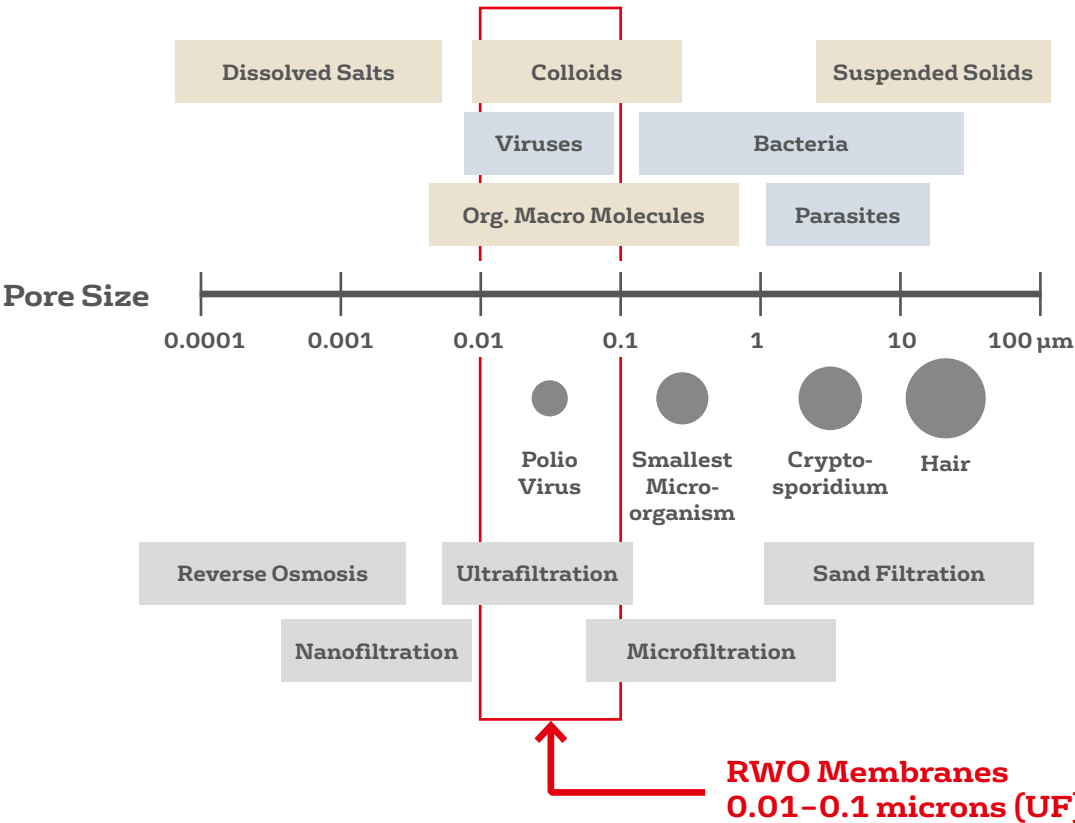 Dissolved Salts
Colloids
Suspended Solids
Viruses
Bacteria
Org. Macro Molecules
Parasites
Pore Size
0.0001
0.001
0.01
0.1
1
10
100 µm
Polio
Virus
Smallest
Micro-
organism
Crypto-
sporidium
Hair
Reverse Osmosis
Ultrafiltration
Sand Filtration
Nanofiltration
Microfiltration
RWO Membranes
0.01–0.1 microns (UF)